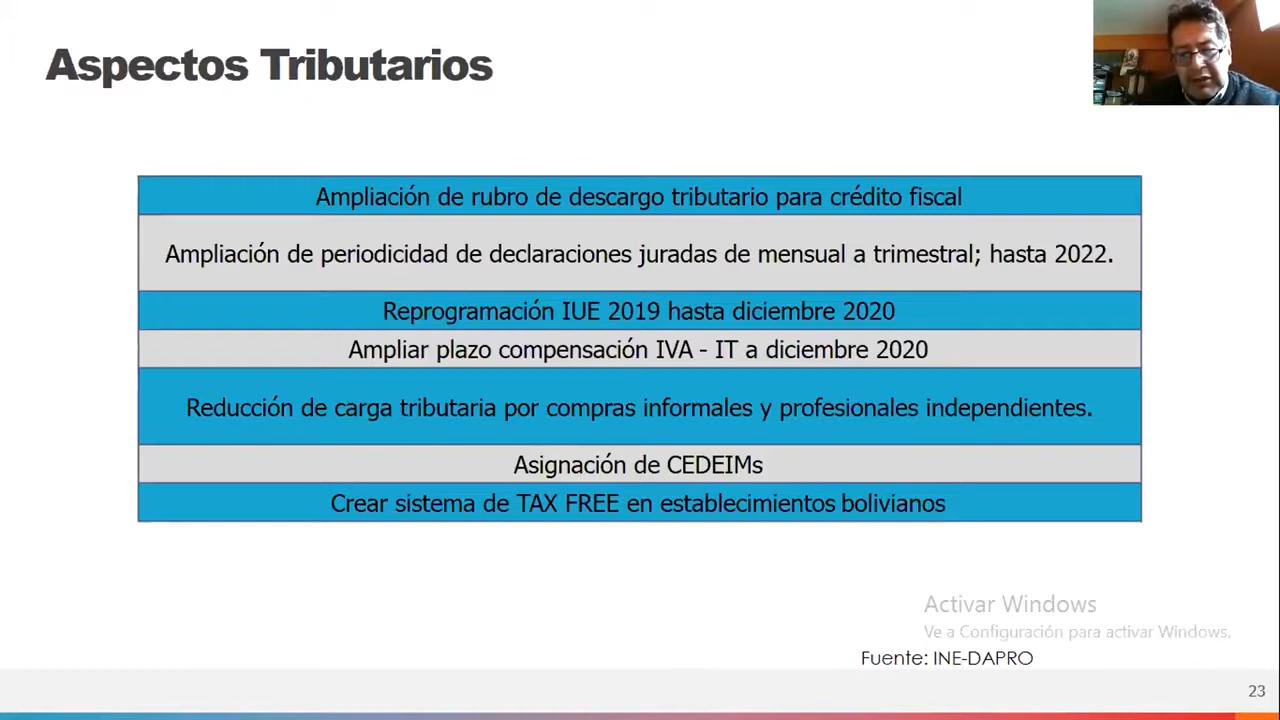 Aspectos Tributarios
Ampliación de rubro de descargo tributario para crédito fiscal
Ampliación de periodicidad de declaraciones juradas de mensual a trimestral; hasta 2022.
Reprogramación IUE 2019 hasta diciembre 2020
Ampliar plazo compensación IVA - IT a diciembre 2020
Reducción de carga tributaria por compras informales y profesionales independientes.
Asignación de CEDEIMs
Crear sistema de TAX FREE en establecimientos bolivianos
Activar Windows
Ve a Configuración para activar Windows.
Fuente: INE-DAPRO
23